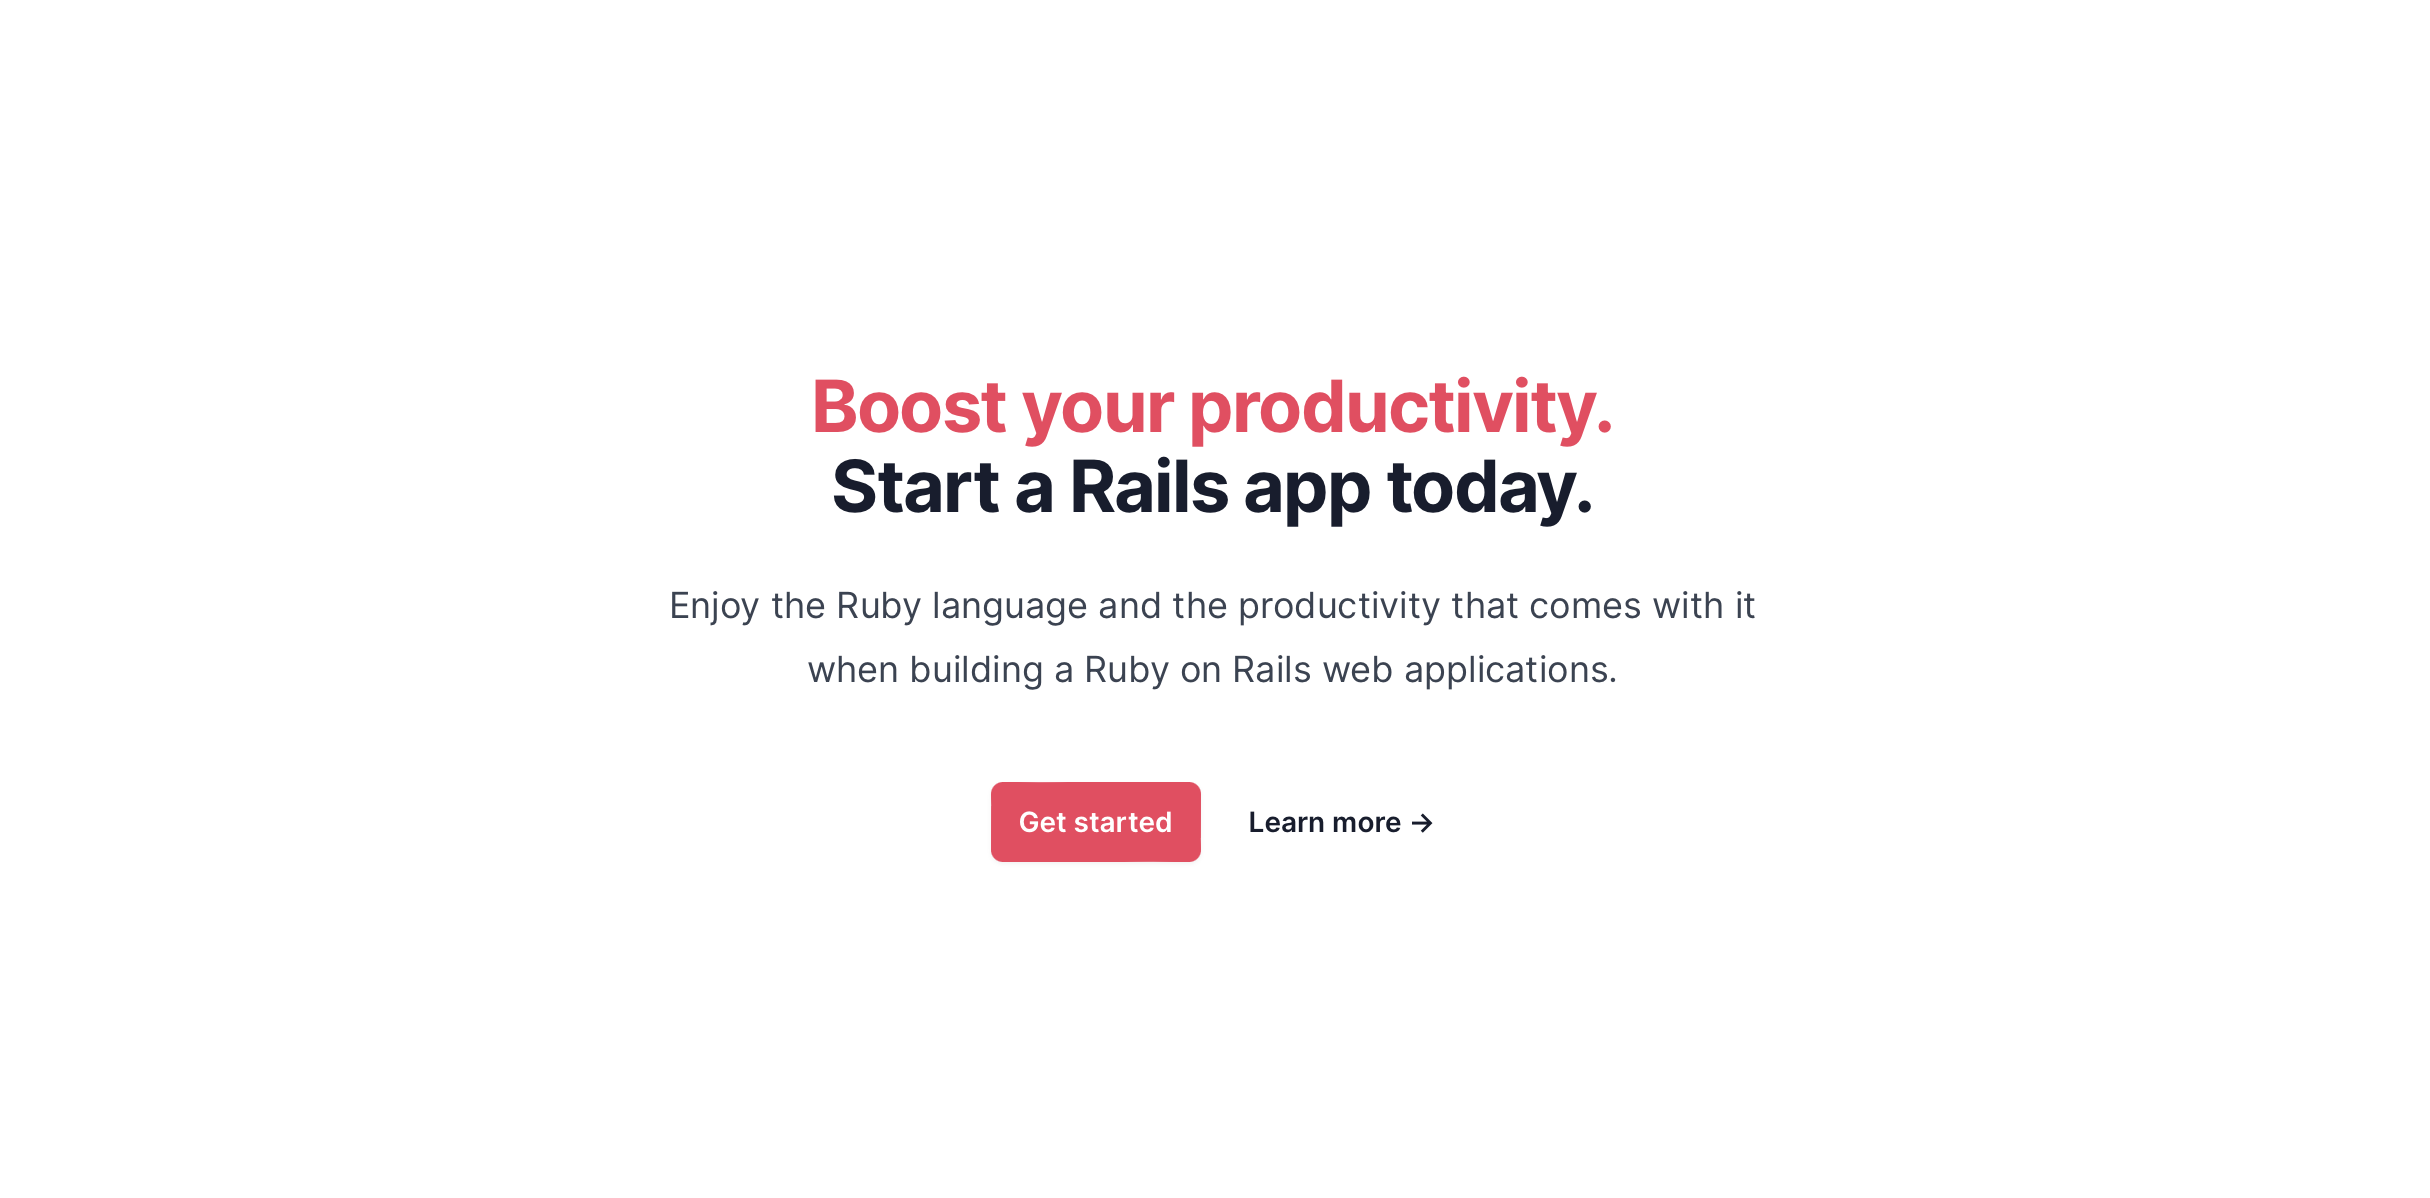 Boost your productivity.
Start a Rails app today.
Enjoy the Ruby language and the productivity that comes with it
when building a Ruby on Rails web applications.
Get started
Learn more →